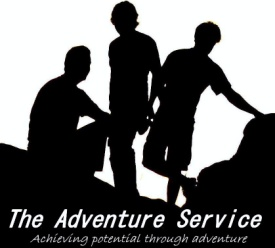 The Adventure Service
Achieving potential through adventure